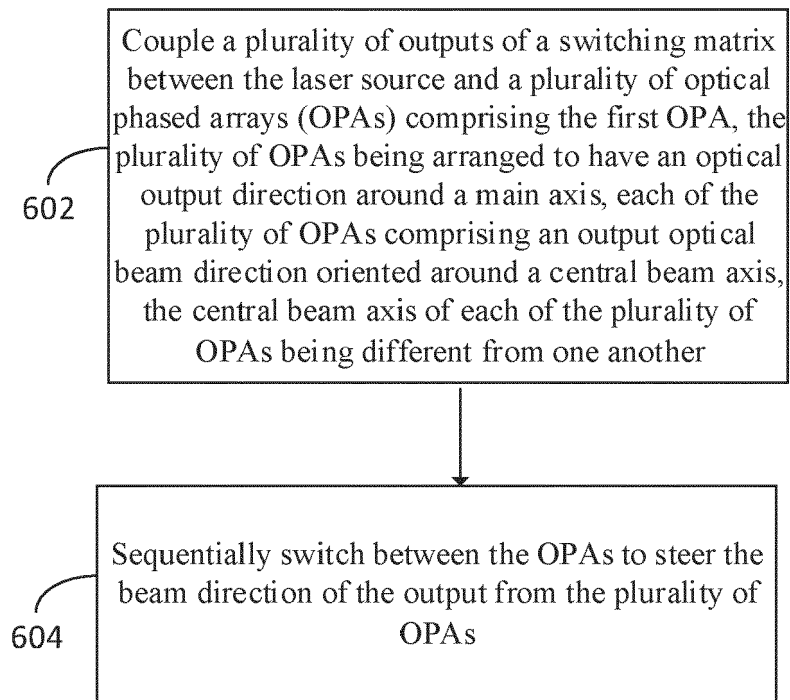 Couple a plurality of outputs of a switching matrix
between the laser source and a plurality of optical
phased arrays (OPAs) comprising the first OPA, the
plurality of OPAs being arranged to have an optical
output direction around a main axis, each of the
plurality of OPAs comprising an output optical
beam direction oriented around a central beam axis,
the central beam axis of each of the plurality of
OPAs being different from one another
602
Sequentially switch between the OPAs to steer the
beam direction of the output from the plurality of
OPAs
604